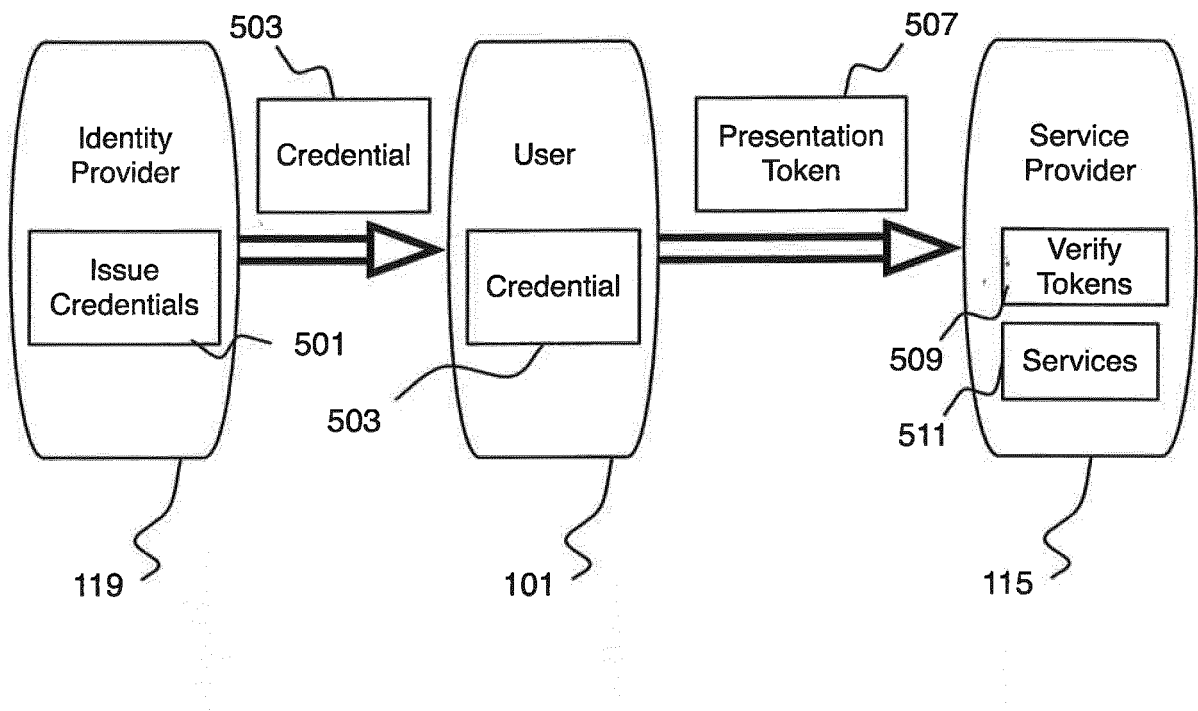 503
507
Identity
Provider
Credential
User
Presentation
Token
Service
Provider
Issue
Credentials
Credential
Verify
Tokens
501
509
Services
503
511
119
101
115